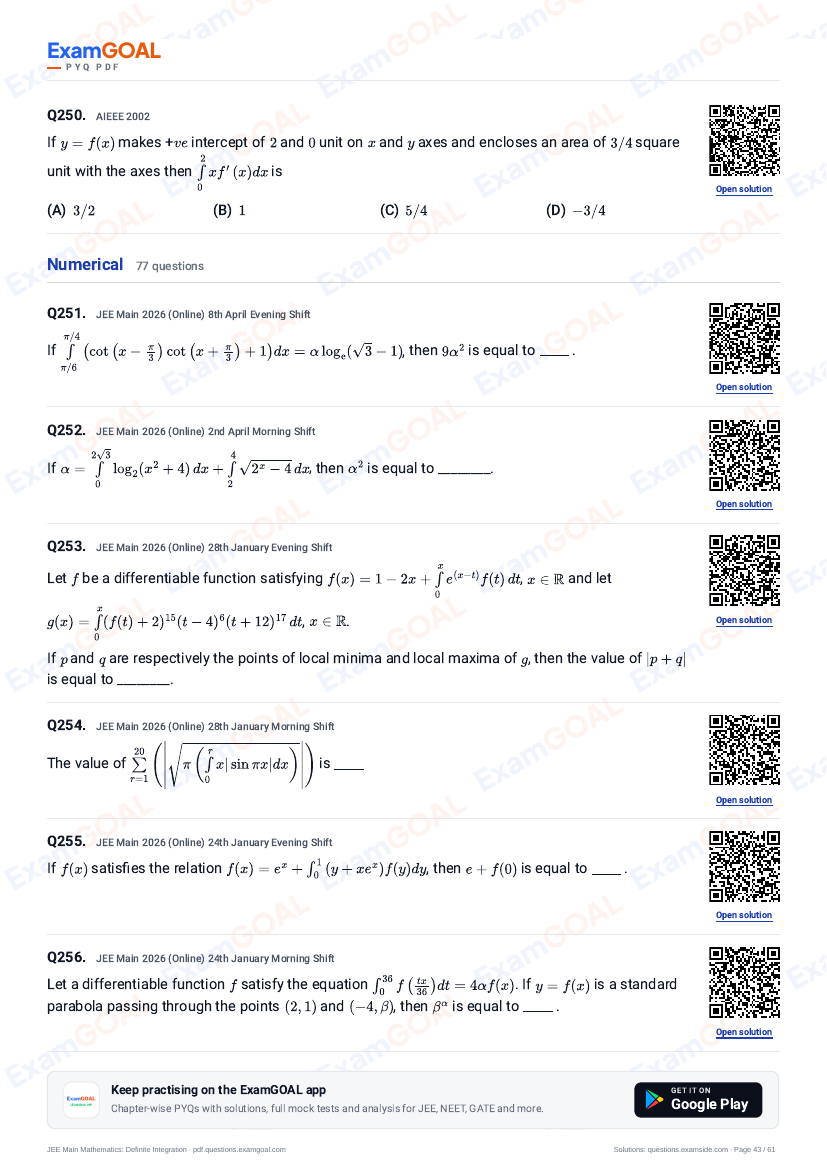 ExamGOAL
PYQ PDF
Q250. AIEEE 2002
If y = f(x) makes +ve intercept of 2 and 0 unit on x and y axes and encloses an area of 3/4 square
unit with the axes then ∫₀² x f′(x)dx is
Open solution
(A) 3/2 (B) 1 (C) 5/4 (D) −3/4
Numerical 77 questions
Q251. JEE Main 2026 (Online) 8th April Evening Shift
If ∫_{π/6}^{π/4} (cot (x − π/3) cot (x + π/3) + 1)dx = α logₑ(√3 − 1), then 9α² is equal to ____ .
Open solution
Q252. JEE Main 2026 (Online) 2nd April Morning Shift
If α = ∫_0^{2√3} log₂(x² + 4) dx + ∫_2^4 √(2ˣ − 4) dx, then α² is equal to ________.
Open solution
Q253. JEE Main 2026 (Online) 28th January Evening Shift
Let f be a differentiable function satisfying f(x) = 1 − 2x + ∫_0^x e^{(x−t)} f(t) dt, x ∈ ℝ and let
g(x) = ∫_0^x (f(t) + 2)^{15}(t − 4)^6(t + 12)^{17} dt, x ∈ ℝ.
Open solution
If p and q are respectively the points of local minima and local maxima of g, then the value of |p + q|
is equal to ________.
Q254. JEE Main 2026 (Online) 28th January Morning Shift
The value of ∑_{r=1}^{20} (|√(π (∫_0^r x| sin πx|dx))|) is ____
Open solution
Q255. JEE Main 2026 (Online) 24th January Evening Shift
If f(x) satisfies the relation f(x) = eˣ + ∫_0^1 (y + xeˣ)f(y)dy, then e + f(0) is equal to ____ .
Open solution
Q256. JEE Main 2026 (Online) 24th January Morning Shift
Let a differentiable function f satisfy the equation ∫_0^{36} f(tx/36)dt = 4αf(x). If y = f(x) is a standard
parabola passing through the points (2, 1) and (−4, β), then β^α is equal to ____ .
Open solution
Keep practising on the ExamGOAL app
Chapter-wise PYQs with solutions, full mock tests and analysis for JEE, NEET, GATE and more.
GET IT ON
Google Play
JEE Main Mathematics: Definite Integration · pdf.questions.examgoal.com
Solutions: questions.examside.com · Page 43 / 61